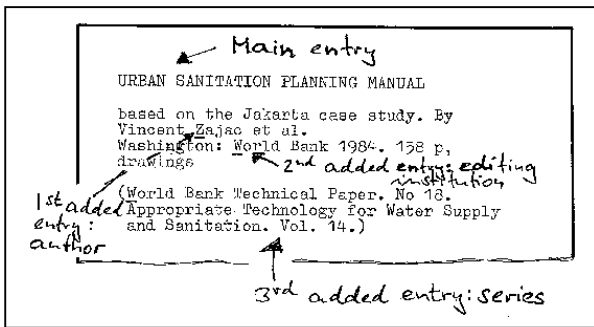 Main entry
URBAN SANITATION PLANNING MANUAL
based on the Jakarta case study. By
Vincent Zajac et al.
Washington: World Bank 1984. 158 p,
drawings
2nd added entry: editing
institution
1st added
entry:
author
(World Bank Technical Paper. No 18.
Appropriate Technology for Water Supply
and Sanitation. Vol. 14.)
3rd added entry: series